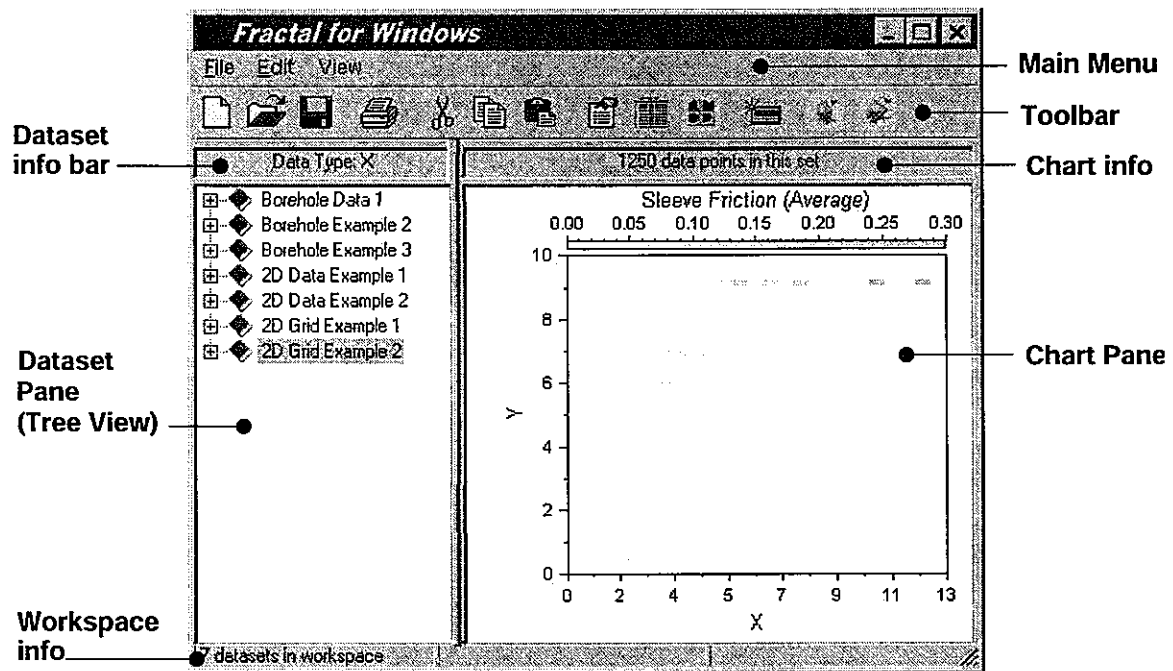 Fractal for Windows
File Edit View
Main Menu
Toolbar
Dataset
info bar
Data Type: X
1250 data points in this set
Chart info
Borehole Data 1
Borehole Example 2
Borehole Example 3
2D Data Example 1
2D Data Example 2
2D Grid Example 1
2D Grid Example 2
Dataset
Pane
(Tree View)
Sleeve Friction (Average)
0.00 0.05 0.10 0.15 0.20 0.25 0.30
10
8
6
4
2
0
Y
0 2 4 5 7 9 11 13
X
Chart Pane
Workspace
info
7 datasets in workspace